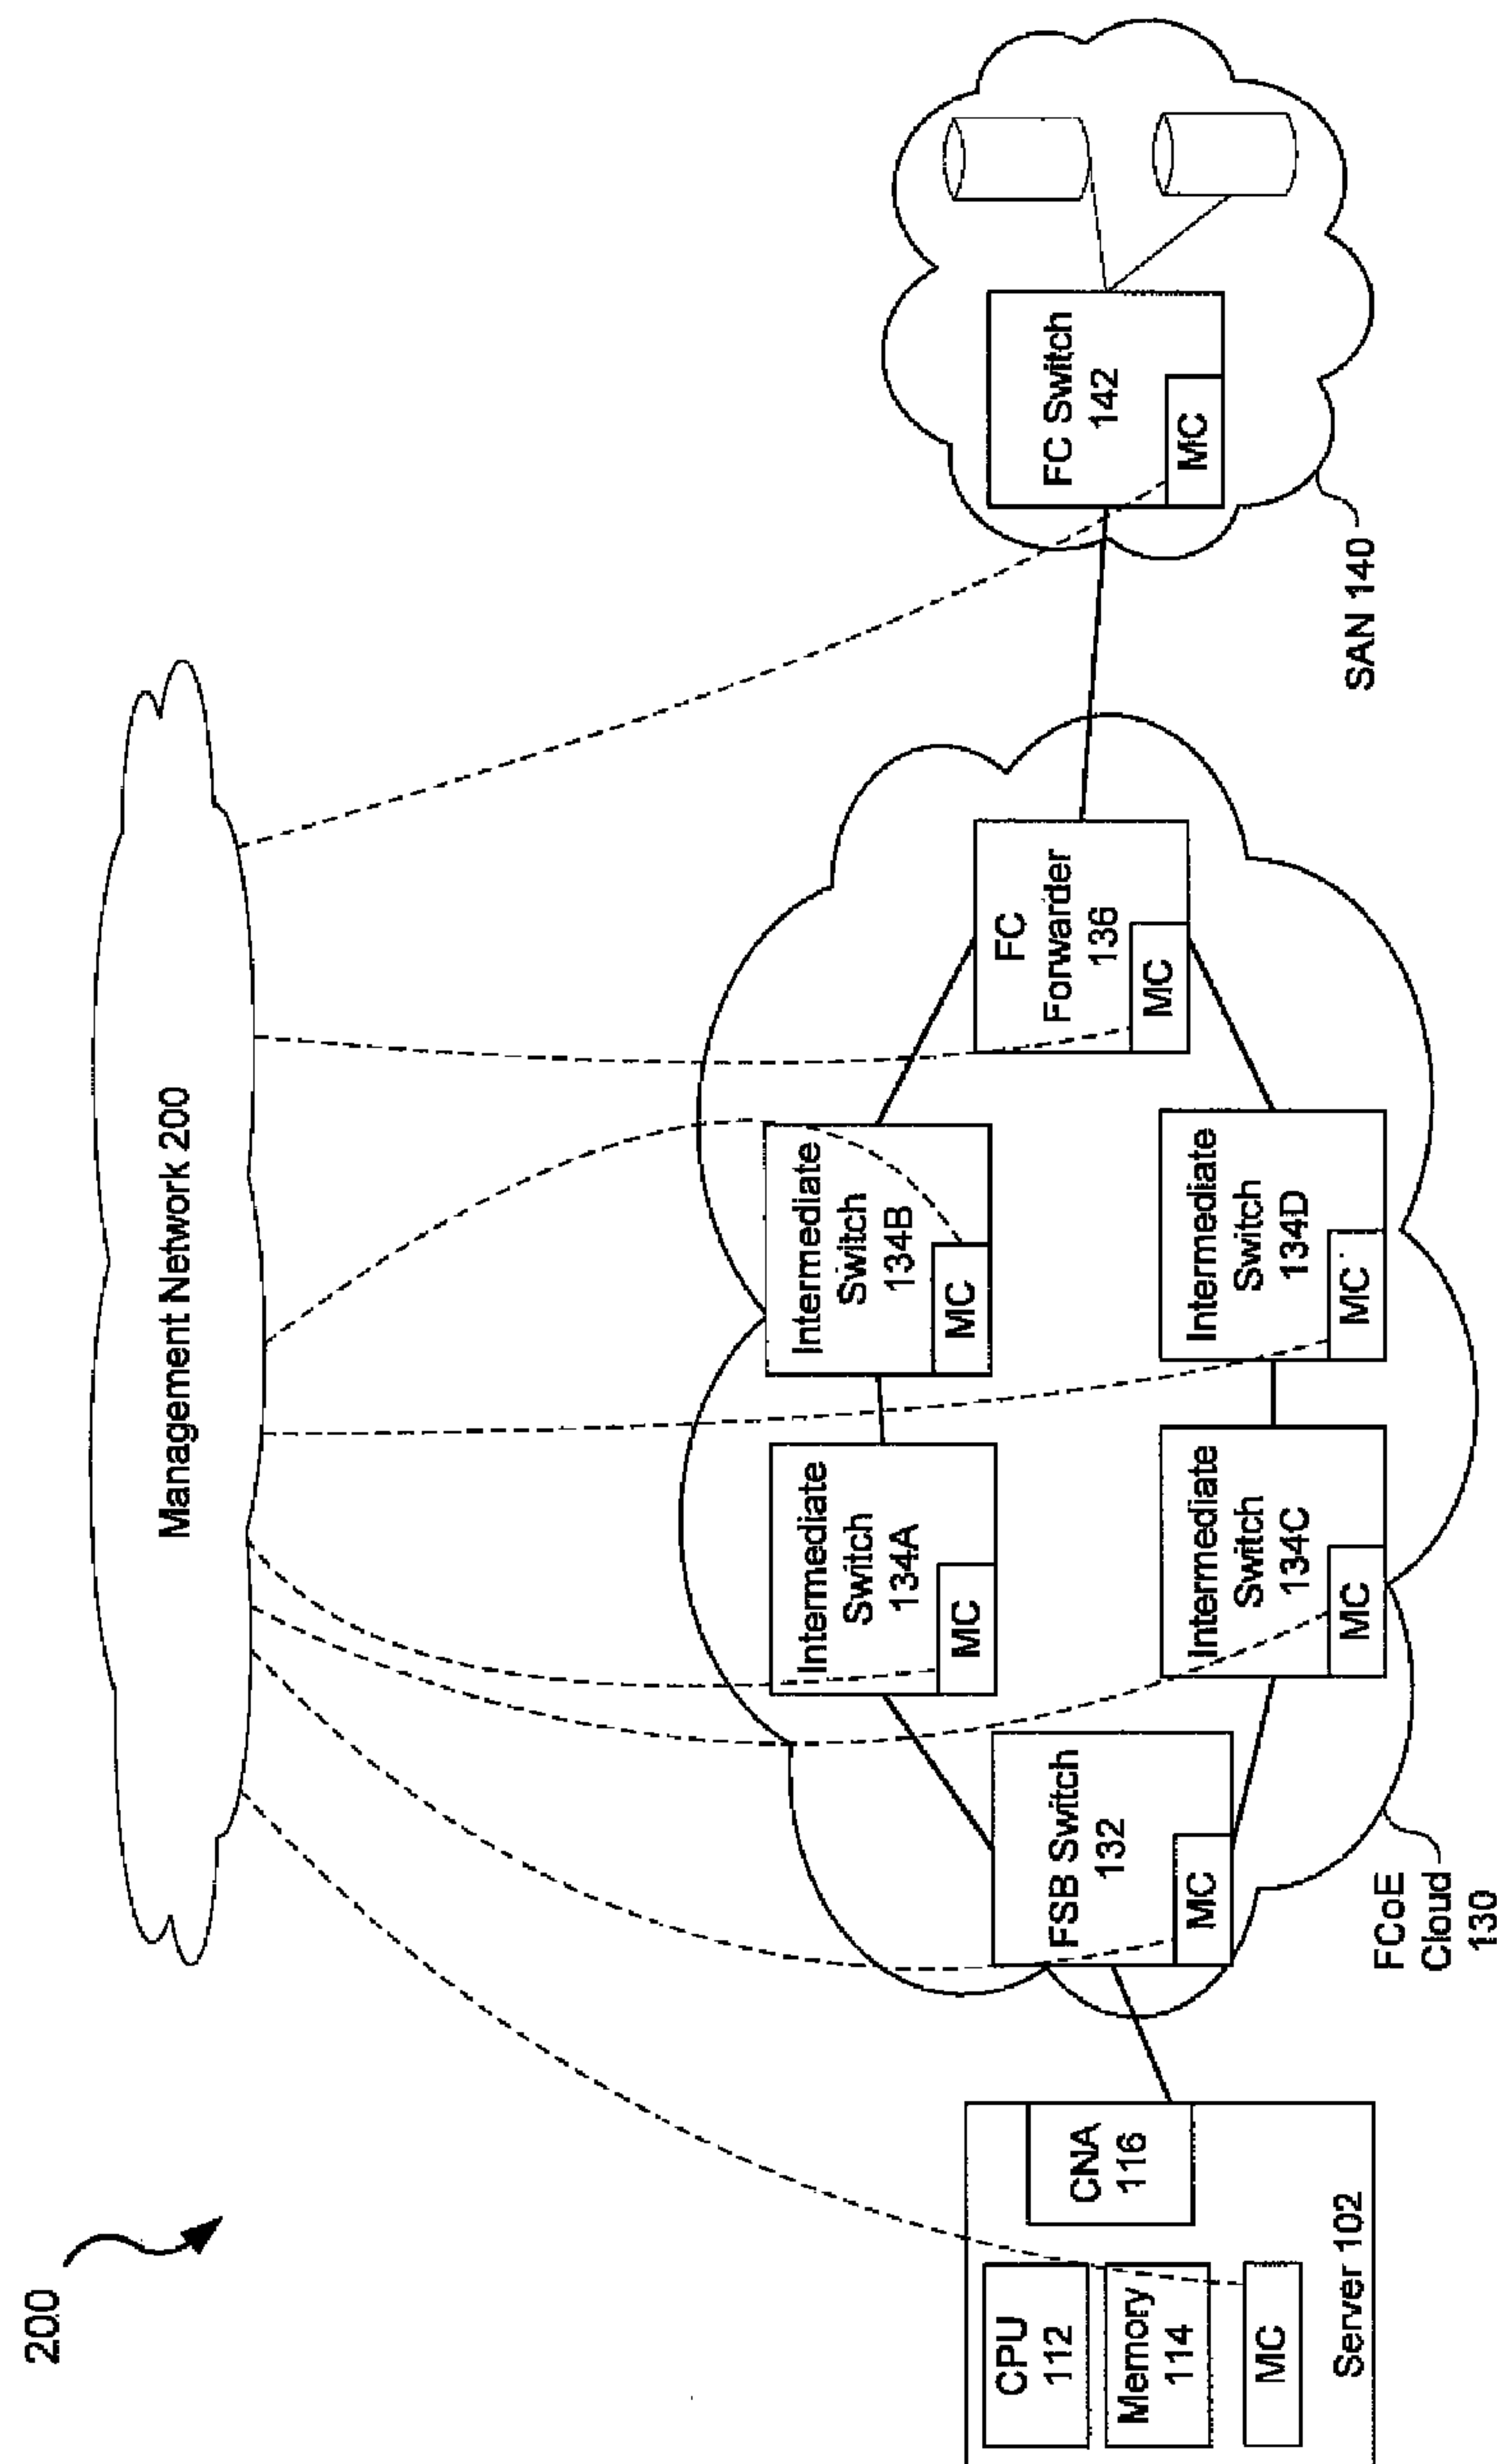 200
Management Network 200
CPU
112
Memory
114
MC
CNA
116
Server 102
FSB Switch
132
MC
Intermediate
Switch
134A
MC
Intermediate
Switch
134B
MC
Intermediate
Switch
134C
MC
Intermediate
Switch
134D
MC
FC
Forwarder
136
MC
FCoE
Cloud
130
FC Switch
142
MC
SAN 140